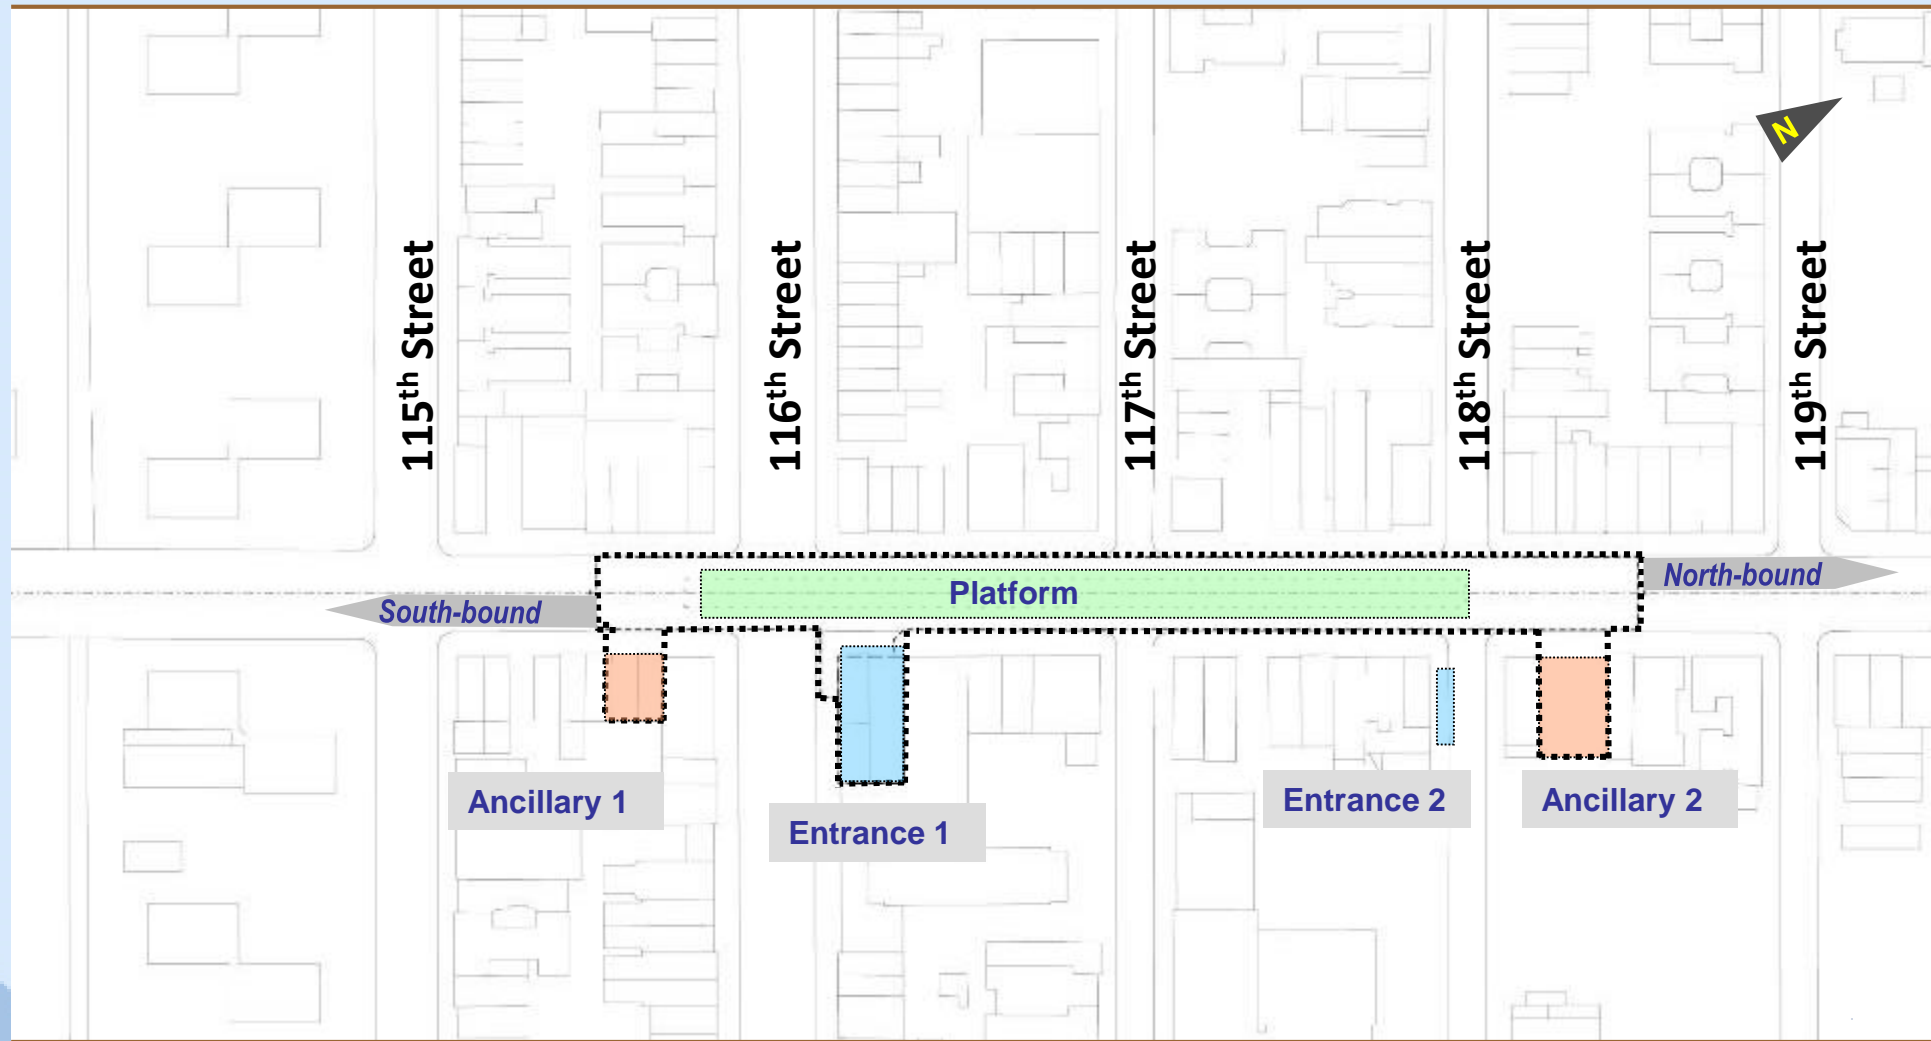 N
115th Street
116th Street
117th Street
118th Street
119th Street
Platform
North-bound
South-bound
Ancillary 1
Entrance 1
Entrance 2
Ancillary 2